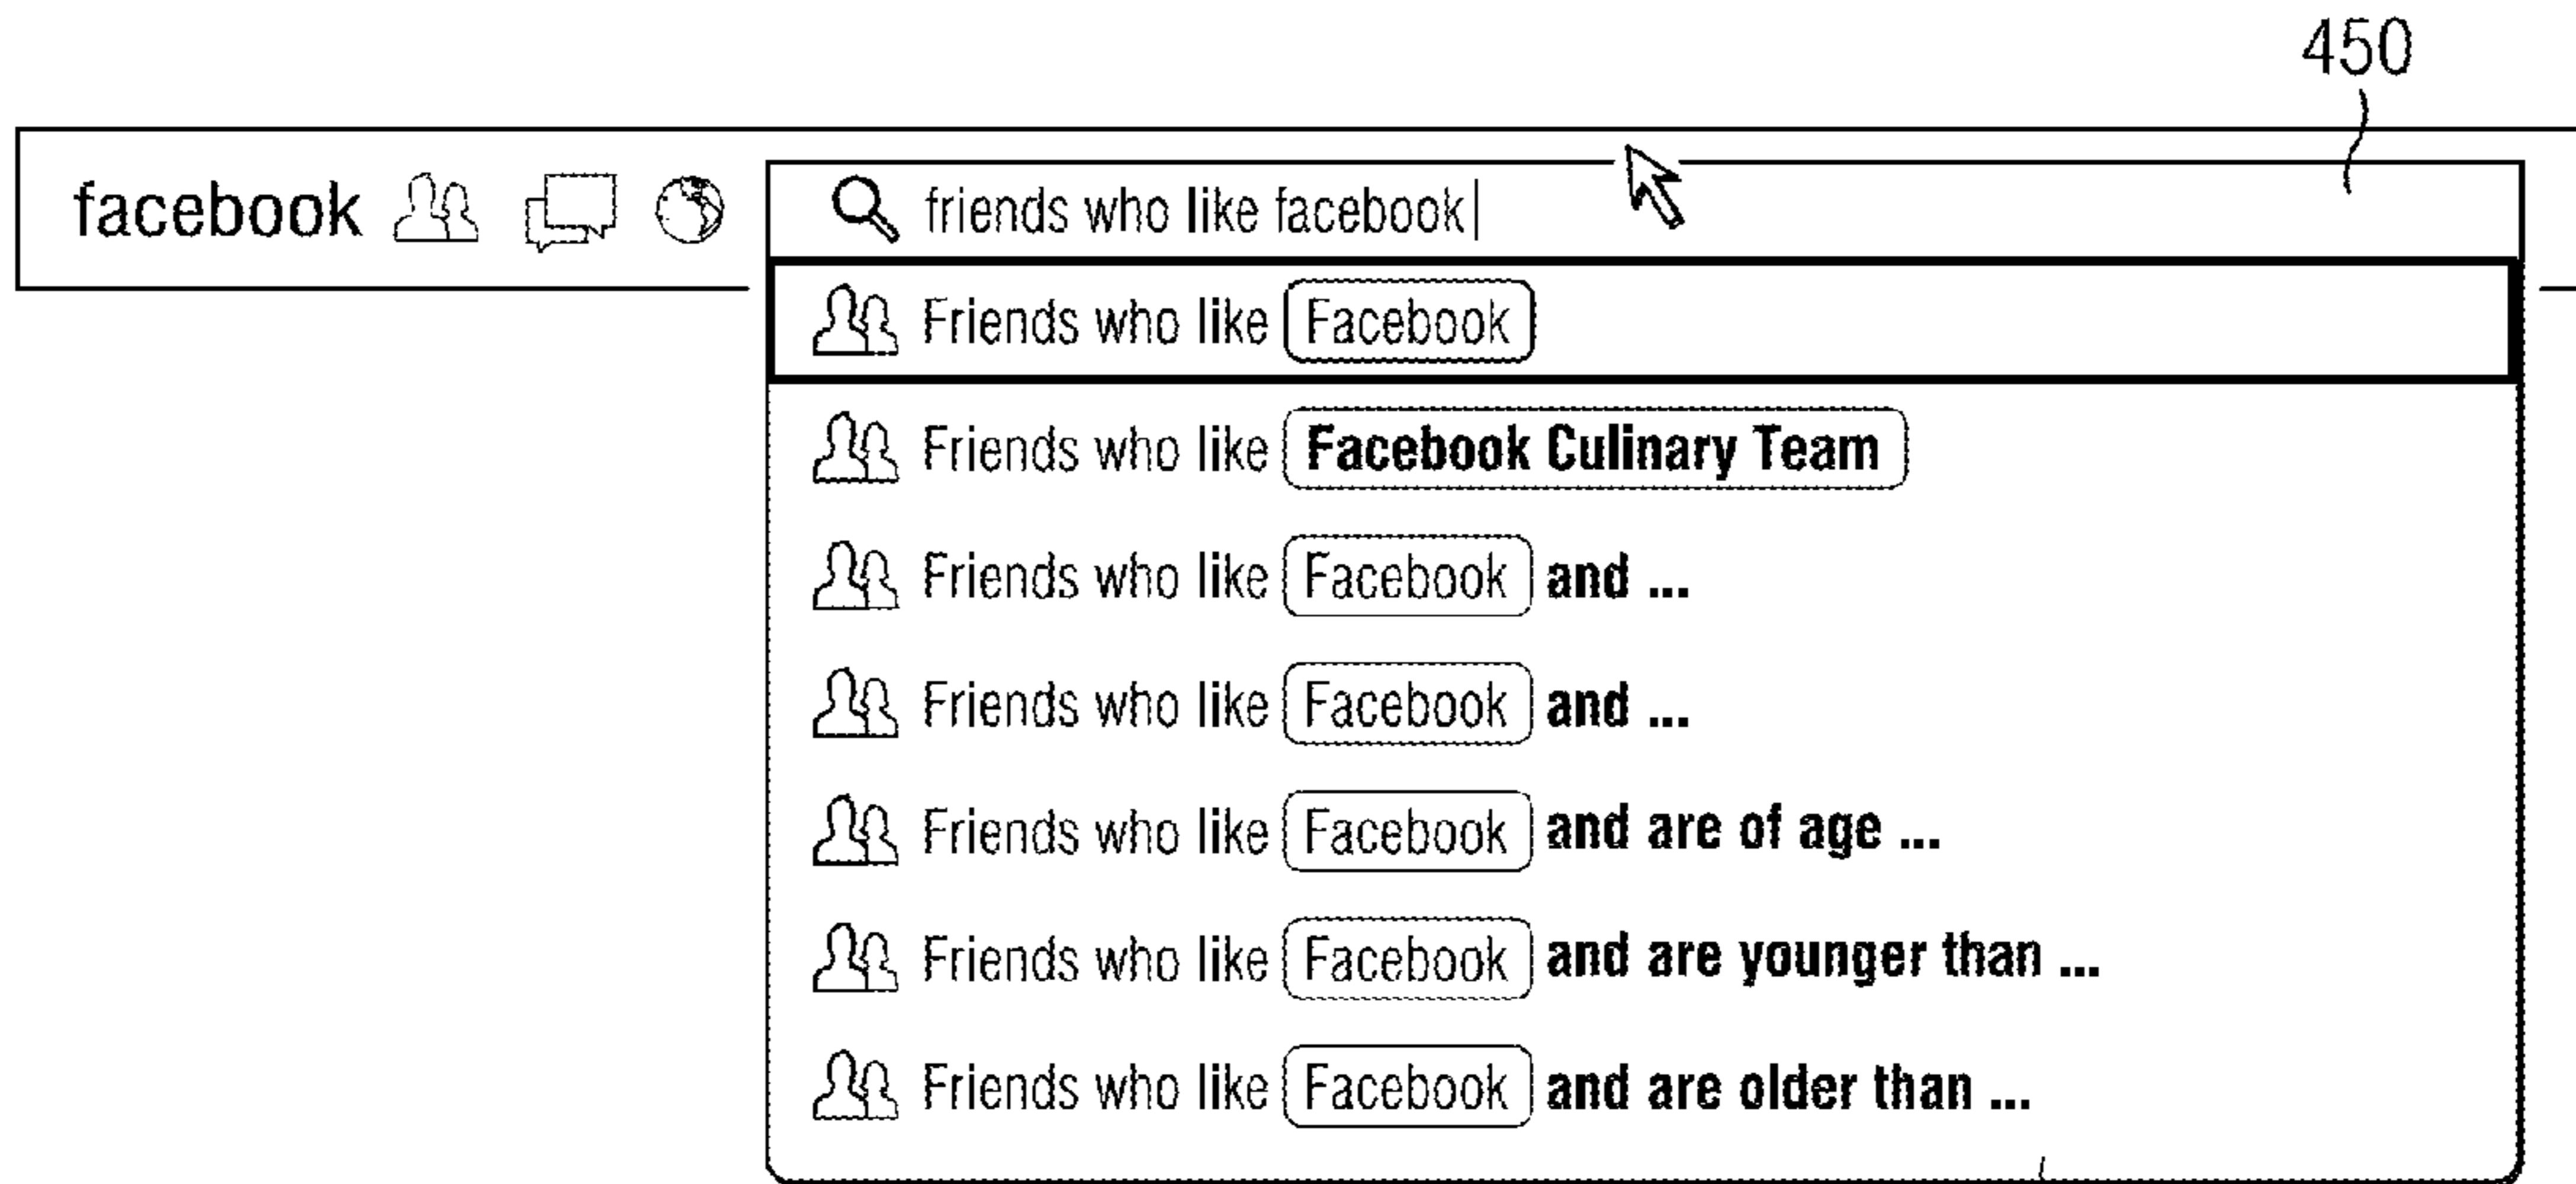 450
facebook friends who like facebook
Friends who like Facebook
Friends who like Facebook Culinary Team
Friends who like Facebook and ...
Friends who like Facebook and ...
Friends who like Facebook and are of age ...
Friends who like Facebook and are younger than ...
Friends who like Facebook and are older than ...